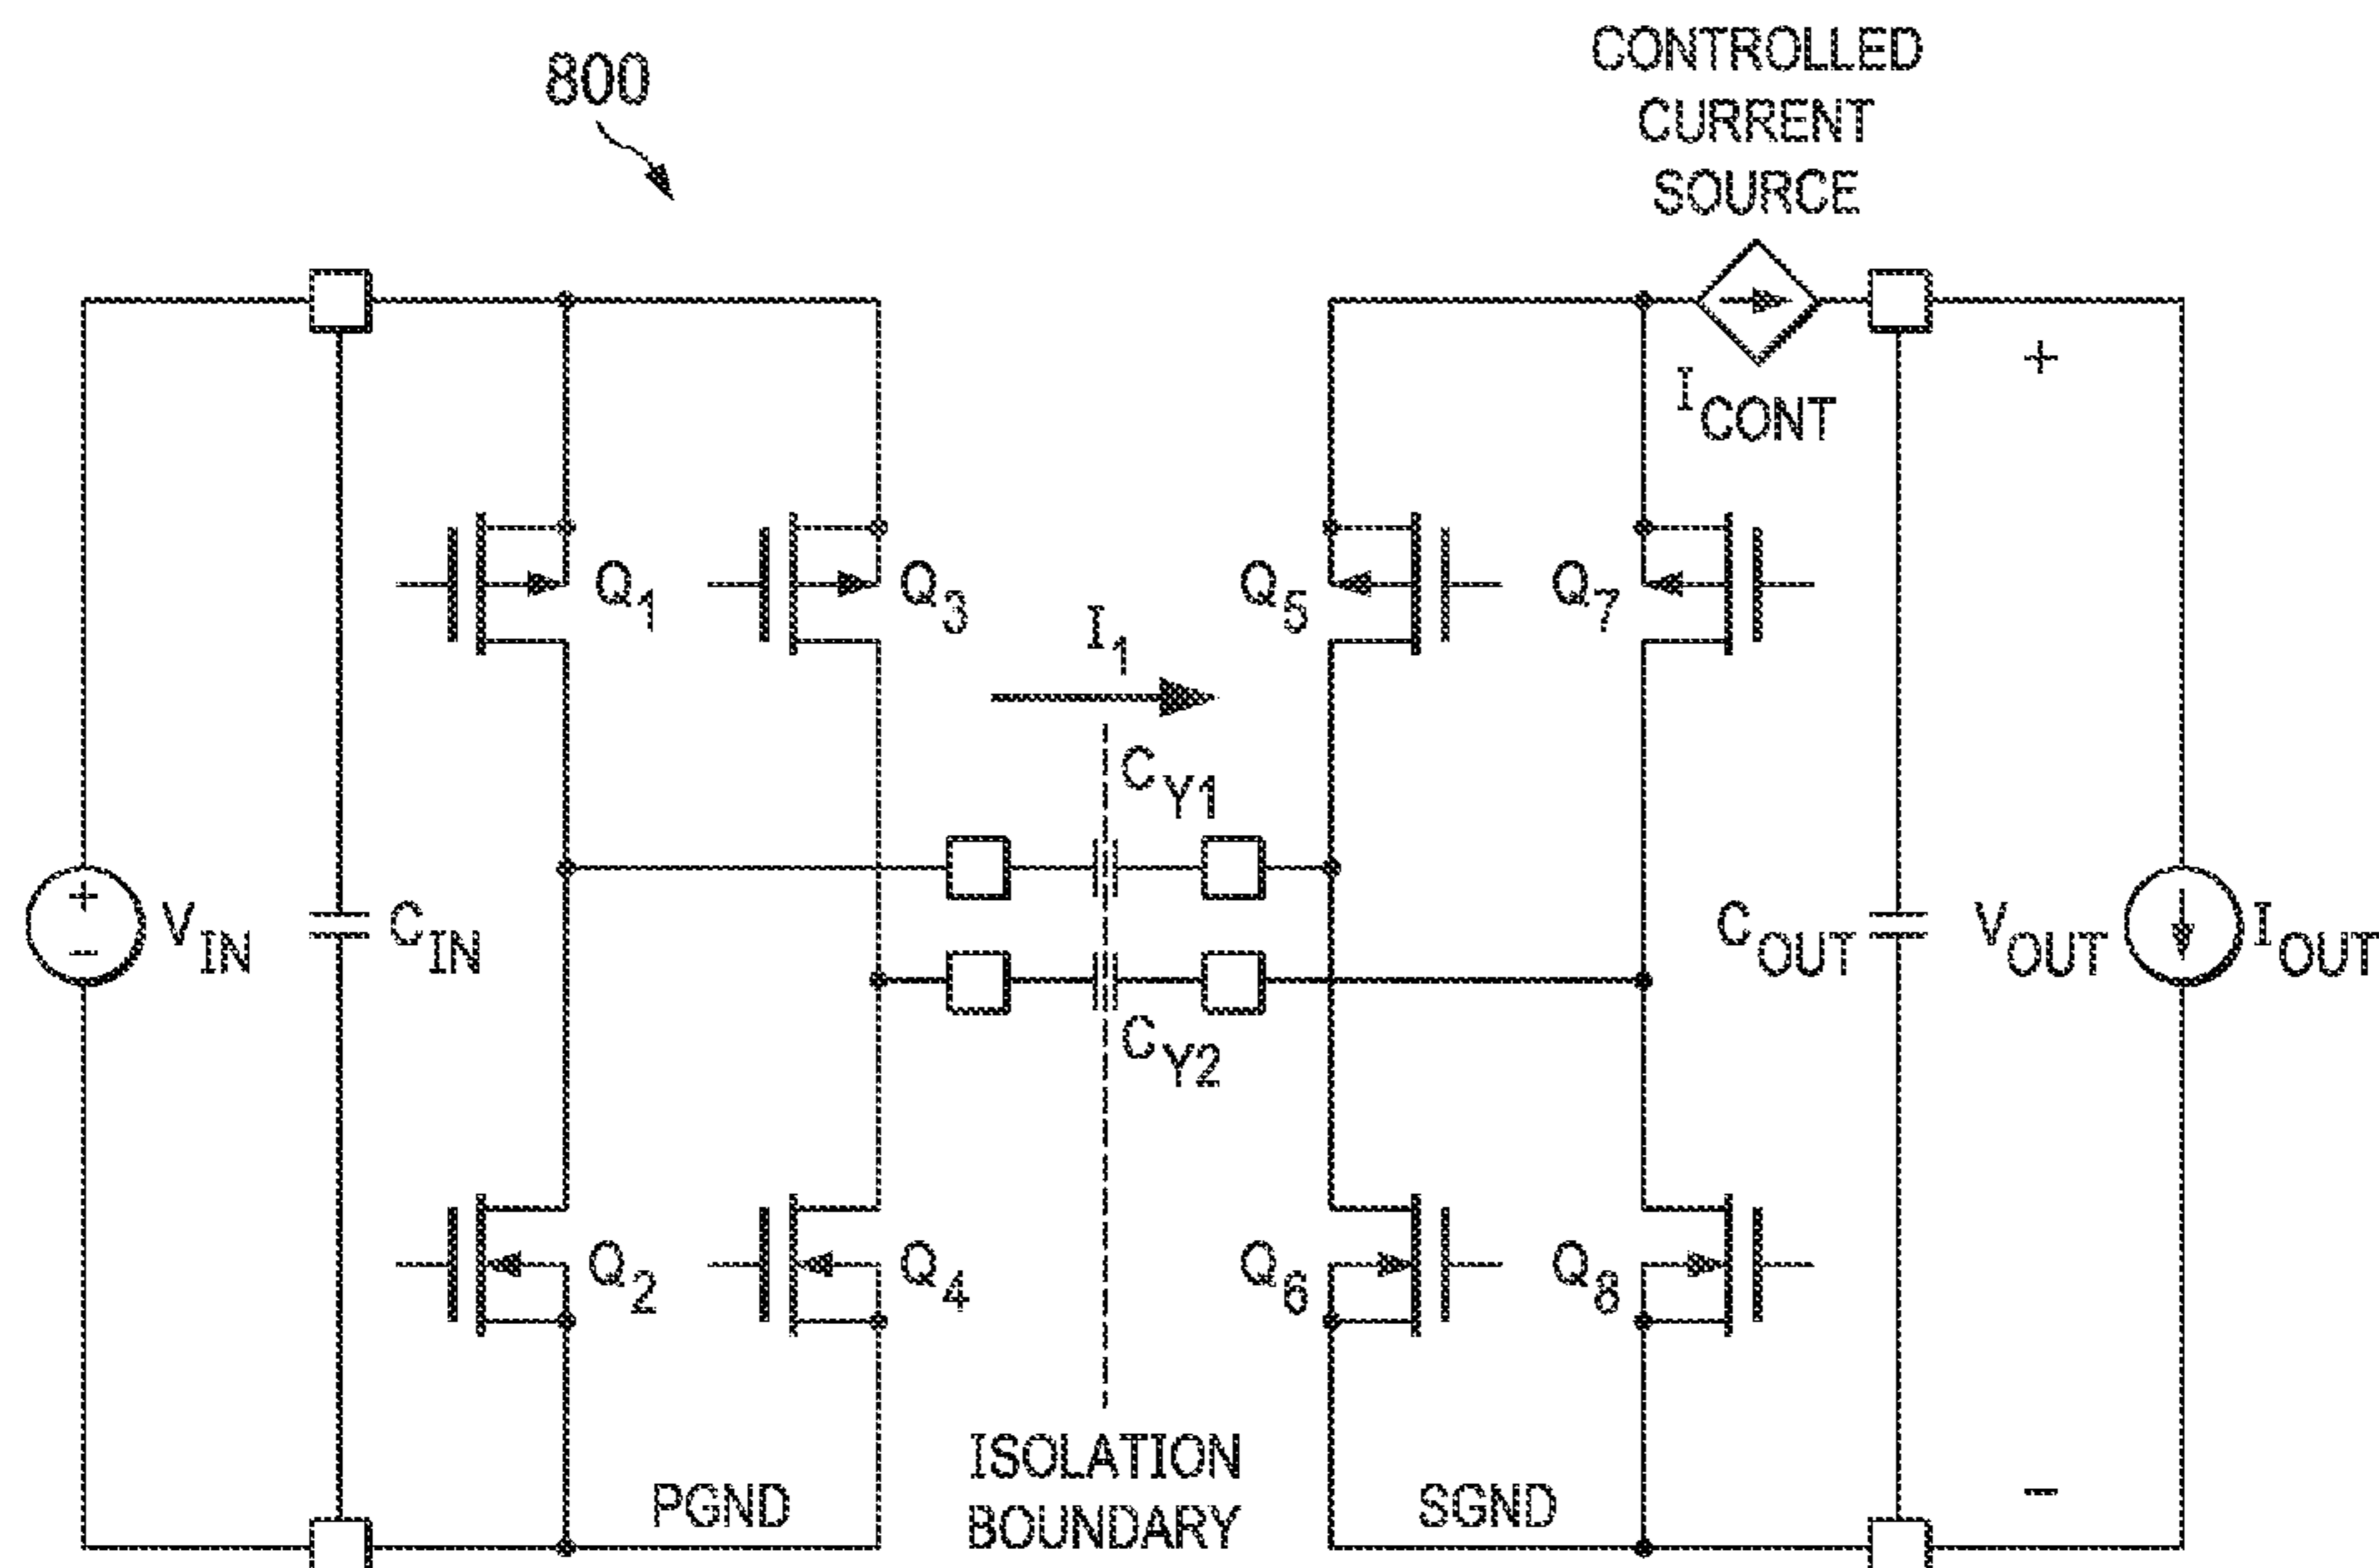 800
CONTROLLED
CURRENT
SOURCE
I CONT
Q1
Q3
Q5
Q7
I1
CY1
+
+
-
VIN
CIN
COUT
VOUT
IOUT
CY2
Q2
Q4
Q6
Q8
PGND
ISOLATION
BOUNDARY
SGND
-